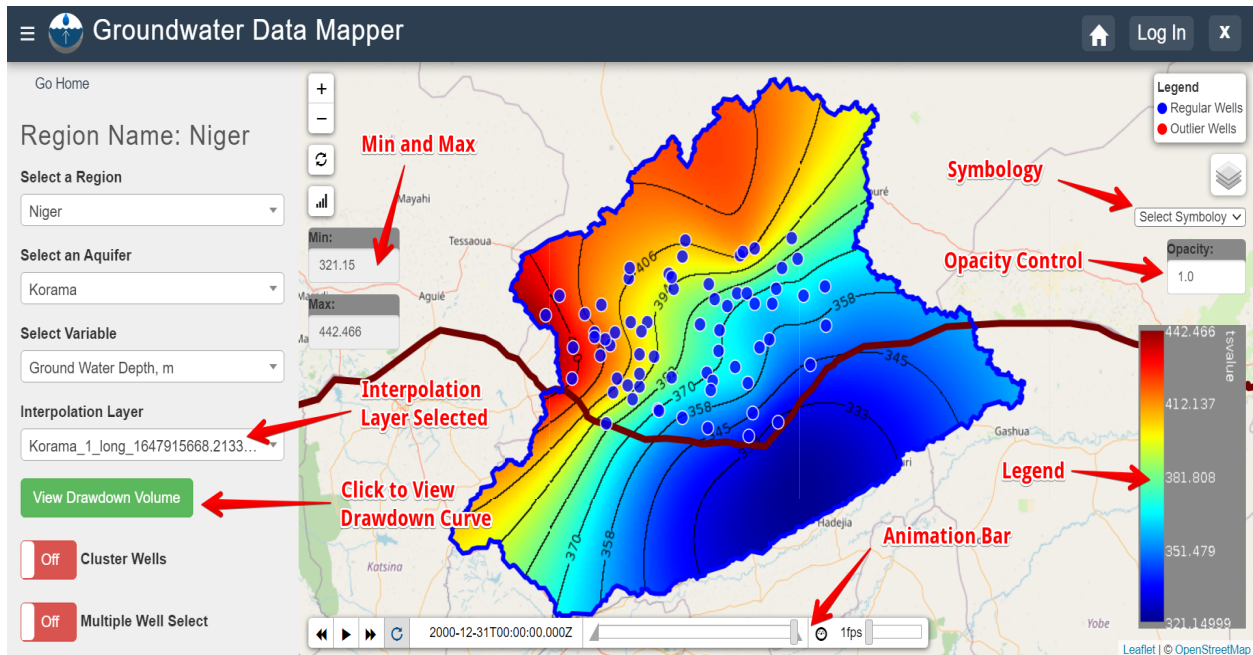 Groundwater Data Mapper
Log In
X
Go Home
Region Name: Niger
Select a Region
Niger
Select an Aquifer
Korama
Select Variable
Ground Water Depth, m
Interpolation Layer
Korama_1_long_1647915668.2133...
View Drawdown Volume
Off
Cluster Wells
Off
Multiple Well Select
+
−
Min:
321.15
Max:
442.466
Min and Max
Interpolation
Layer Selected
Click to View
Drawdown Curve
Mayahi
Tessaoua
Aguié
Katsina
406
394
370
358
345
358
345
333
370
358
Gashua
Hadejia
Yobe
Legend
Regular Wells
Outlier Wells
Symbology
Select Symboloy
Opacity Control
Opacity:
1.0
Legend
442.466
tsvalue
412.137
381.808
351.479
321.14999
Animation Bar
2000-12-31T00:00:00.000Z
1fps
Leaflet | © OpenStreetMap